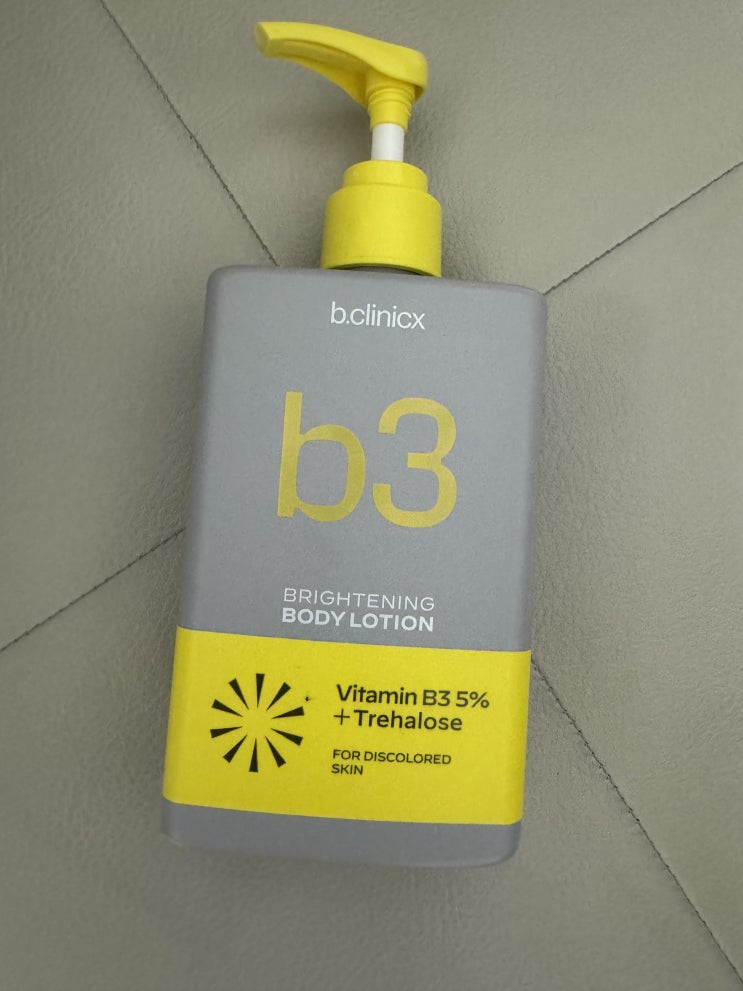 b.clinicx
b3
BRIGHTENING
BODY LOTION
Vitamin B3 5%
+Trehalose
FOR DISCOLORED
SKIN